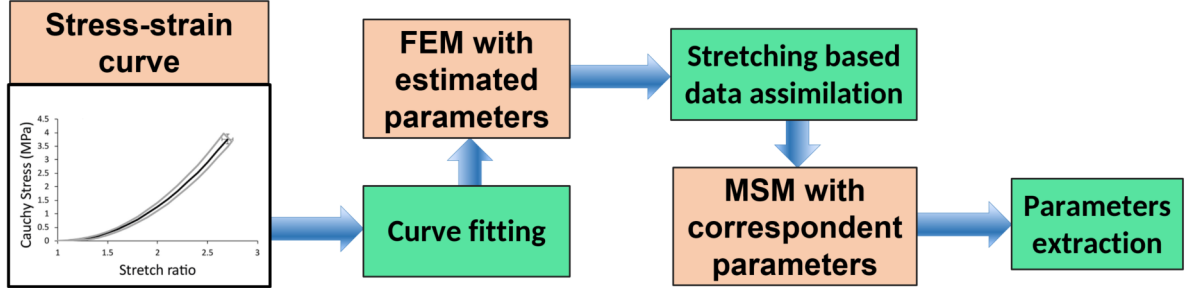 Stress-strain
curve
Cauchy Stress (MPa)
4.5
4
3.5
3
2.5
2
1.5
1
0.5
0
1
1.5
2
2.5
3
Stretch ratio
Curve fitting
FEM with
estimated
parameters
Stretching based
data assimilation
MSM with
correspondent
parameters
Parameters
extraction